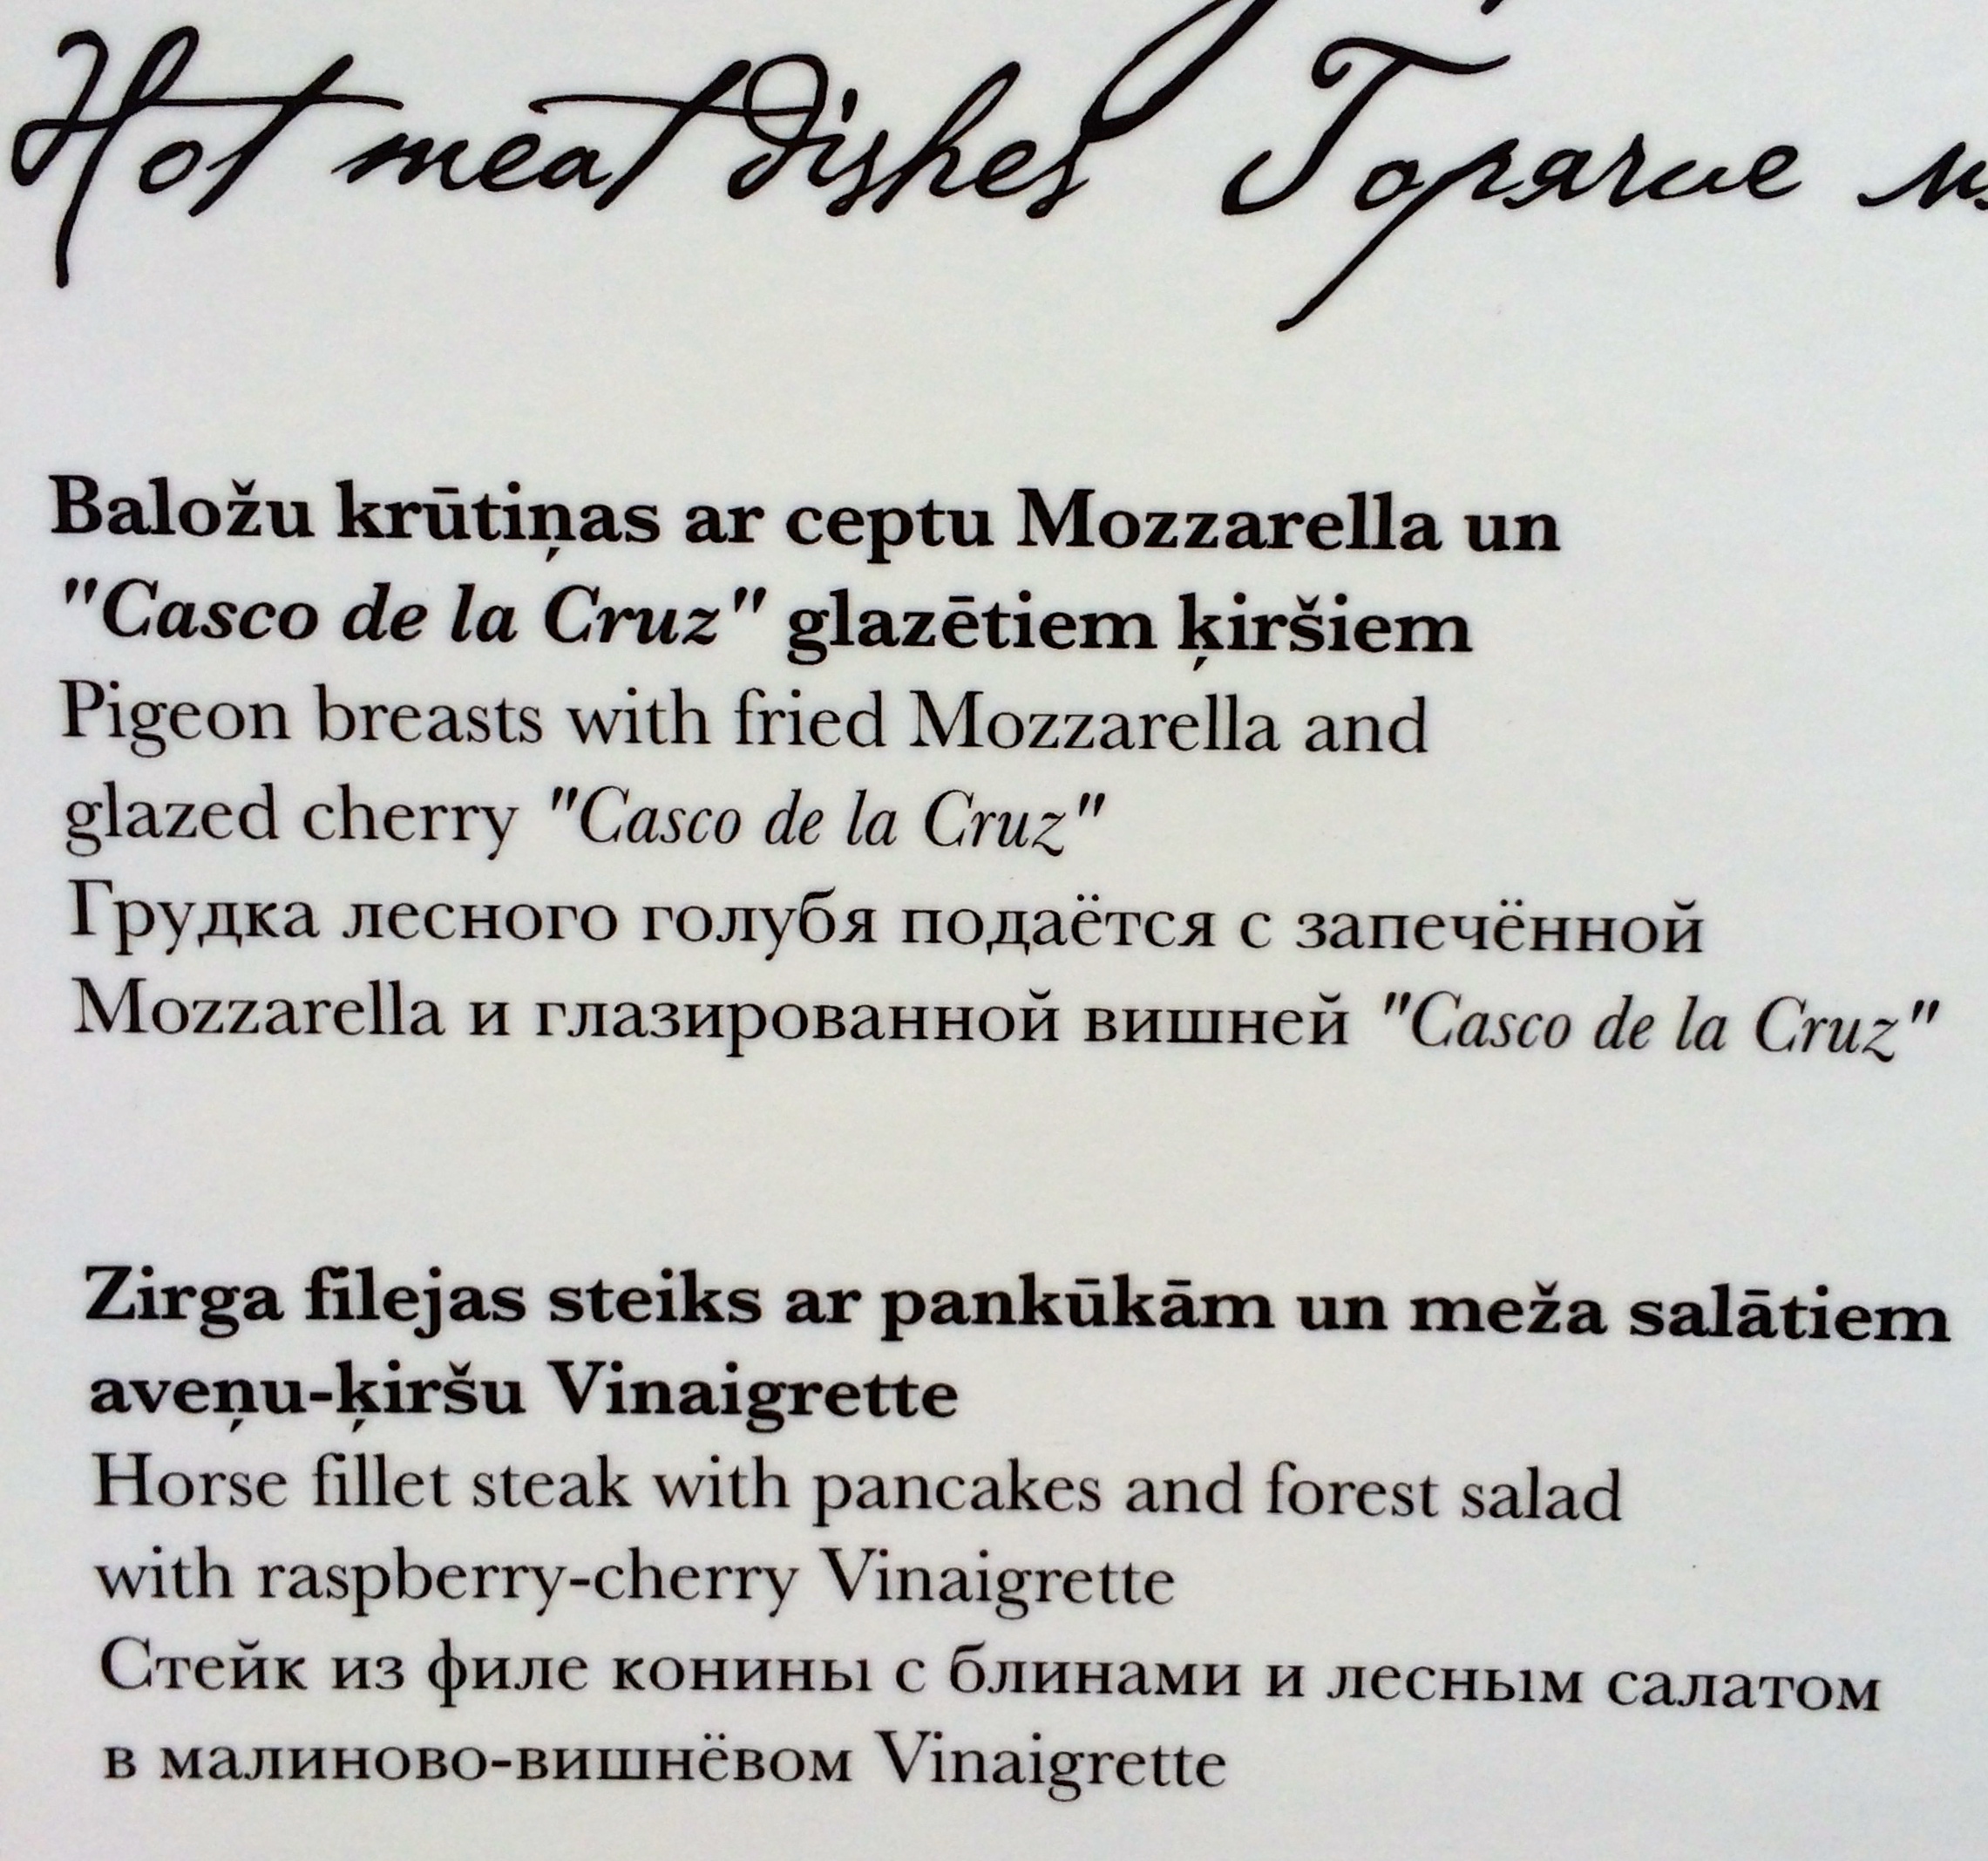 Hot meat dishes Горячие
Baložu krūtiņas ar ceptu Mozzarella un
"Casco de la Cruz" glazētiem ķiršiem
Pigeon breasts with fried Mozzarella and
glazed cherry "Casco de la Cruz"
Грудка лесного голубя подаётся с запечённой
Mozzarella и глазированной вишней "Casco de la Cruz"
Zirga filejas steiks ar pankūkām un meža salātiem
aveņu-ķiršu Vinaigrette
Horse fillet steak with pancakes and forest salad
with raspberry-cherry Vinaigrette
Стейк из филе конины с блинами и лесным салатом
в малиново-вишнёвом Vinaigrette